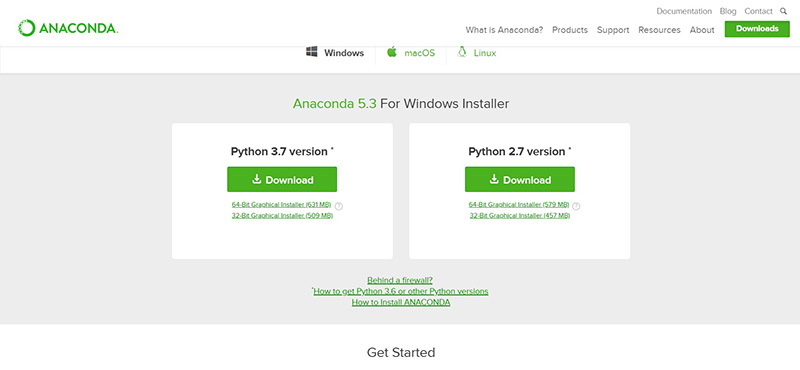 Documentation Blog Contact
ANACONDA.
What is Anaconda? Products Support Resources About Downloads
Windows macOS Linux
Anaconda 5.3 For Windows Installer
Python 3.7 version *
Download
64-Bit Graphical Installer (631 MB) ?
32-Bit Graphical Installer (509 MB)
Python 2.7 version *
Download
64-Bit Graphical Installer (579 MB) ?
32-Bit Graphical Installer (457 MB)
Behind a firewall?
*How to get Python 3.6 or other Python versions
How to Install ANACONDA
Get Started